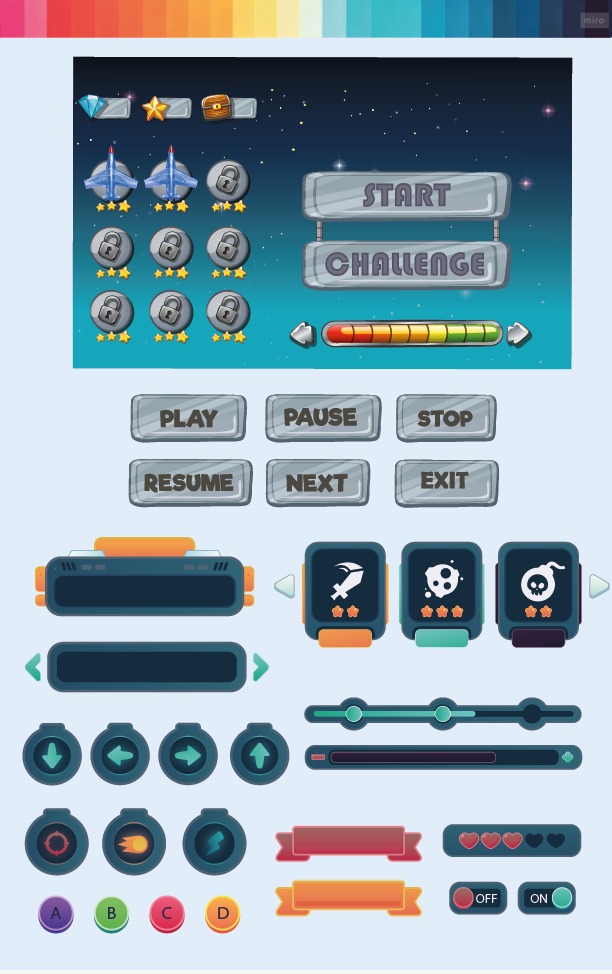 miro
START
CHALLENGE
PLAY PAUSE STOP
RESUME NEXT EXIT
OFF ON
A B C D